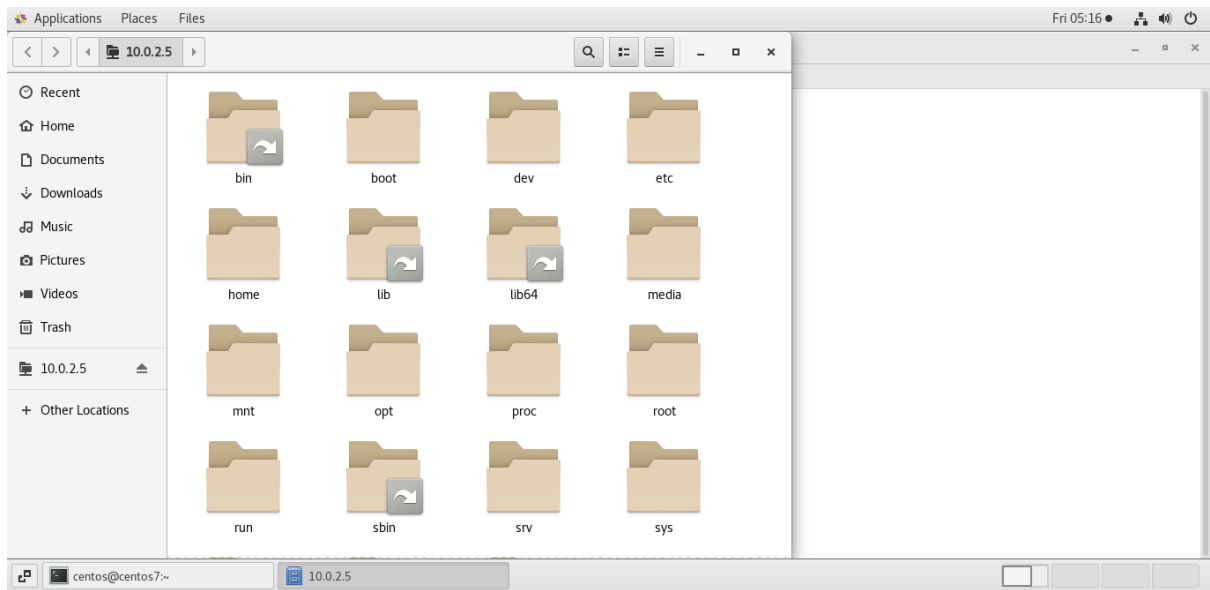 Applications Places Files Fri 05:16
10.0.2.5
Recent
Home
Documents
Downloads
Music
Pictures
Videos
Trash
10.0.2.5
Other Locations
bin boot dev etc
home lib lib64 media
mnt opt proc root
run sbin srv sys
centos@centos7:~ 10.0.2.5